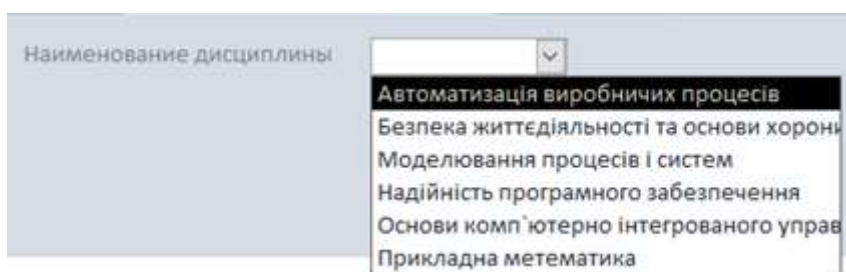 Наименование дисциплины
Автоматизація виробничих процесів
Безпека життєдіяльності та основи хорони
Моделювання процесів і систем
Надійність програмного забезпечення
Основи комп`ютерно інтегрованого управ
Прикладна метематика